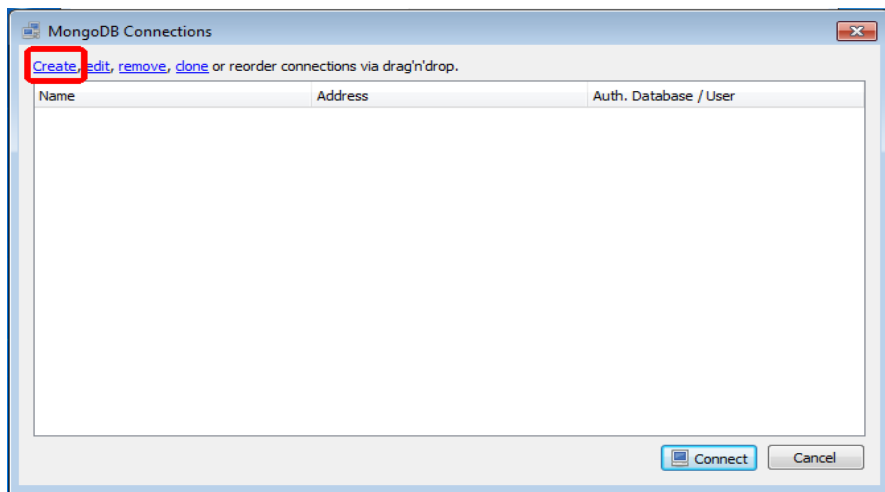 MongoDB Connections
Create, edit, remove, clone or reorder connections via drag'n'drop.
Name Address Auth. Database / User
Connect Cancel